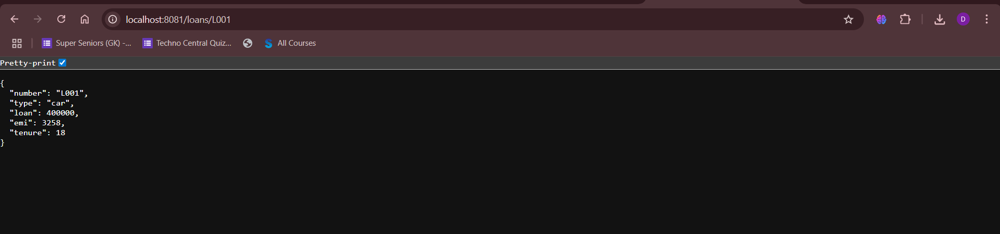 localhost:8081/loans/L001
D
Super Seniors (GK) -...
Techno Central Quiz...
All Courses
Pretty-print
{
"number": "L001",
"type": "car",
"loan": 400000,
"emi": 3258,
"tenure": 18
}